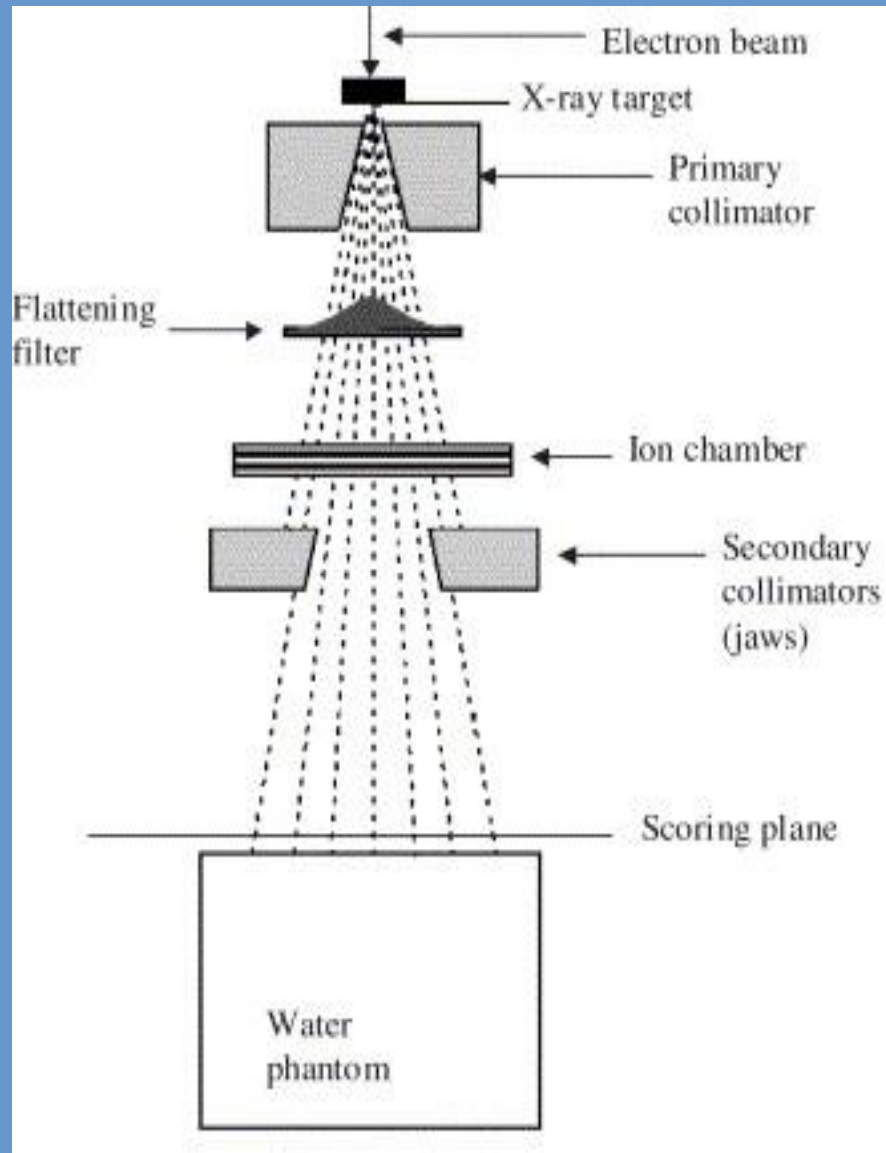 Electron beam
X-ray target
Primary
collimator
Flattening
filter
Ion chamber
Secondary
collimators
(jaws)
Scoring plane
Water
phantom